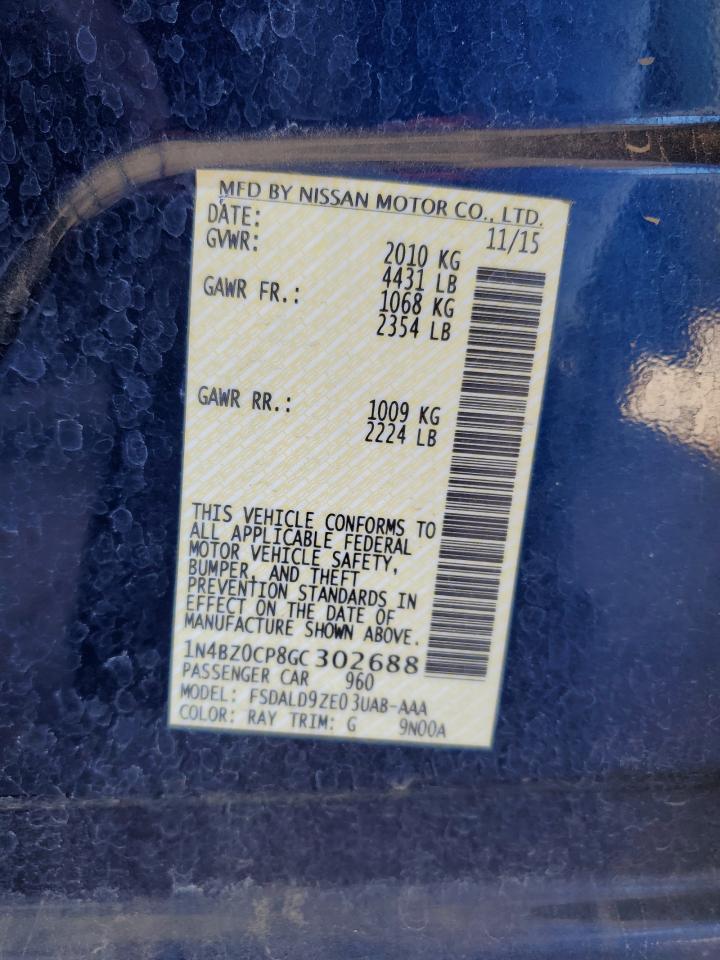 MFD BY NISSAN MOTOR CO., LTD.
DATE: 11/15
GVWR: 2010 KG
4431 LB
GAWR FR.: 1068 KG
2354 LB
GAWR RR.: 1009 KG
2224 LB
THIS VEHICLE CONFORMS TO
ALL APPLICABLE FEDERAL
MOTOR VEHICLE SAFETY,
BUMPER, AND THEFT
PREVENTION STANDARDS IN
EFFECT ON THE DATE OF
MANUFACTURE SHOWN ABOVE.
1N4BZ0CP8GC302688
PASSENGER CAR 960
MODEL: FSDALD9ZE03UAB-AAA
COLOR: RAY TRIM: G 9N00A